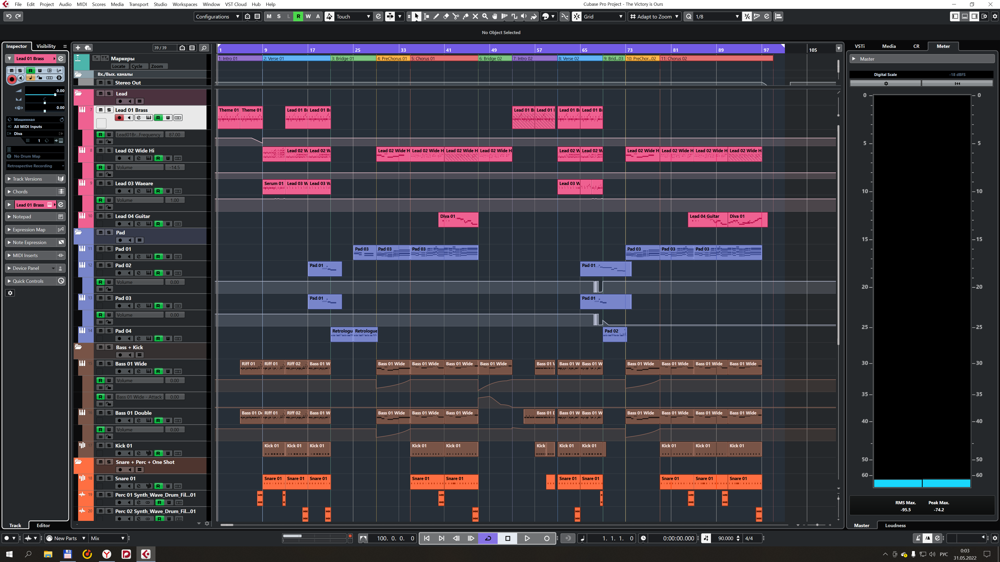 File Edit Project Audio MIDI Scores Media Transport Studio Workspaces Window VST Cloud Hub Help
Cubase Pro Project - The Victory is Ours
Configurations M S L R W A Touch Grid Adapt to Zoom 1/8
No Object Selected
Inspector Visibility
39 / 39
1 9 17 25 33 41 49 57 65 73 81 89 97 105
VSTi Media CR Meter
Lead 01 Brass
Маркеры
Locate Cycle Zoom
1: Intro 01 2: Verse 01 3: Bridge 01 4: PreChorus 01 5: Chorus 01 6: Bridge 02 7: Intro 02 8: Verse 02 9: Brid...03 10: PreChor...02 11: Chorus 02
Master
Вх./Вых. каналы
M S Stereo Out
Digital Scale -18 dBFS
0.00
C
0.00
Машинная
All MIDI Inputs
Diva
1
No Drum Map
Retrospective Recording
Track Versions
Chords
Lead 01 Brass
Notepad
Expression Map
Note Expression
MIDI Inserts
Device Panel
Quick Controls
M S Lead
7 M S Lead 01 Brass
Theme 01 Theme 01 Lead 01 Br Lead 01 Br Lead 01 Br Lead 01 Lead 01 Br Lead 01 Br
R W Lead01Br...Frequency 87.00
8 M S Lead 02 Wide Hi
Lead 02 W Lead 02 W Lead 02 Wide H Lead 02 Wide H Lead 02 Wide H Lead 02 Wide H Lead 02 W Lead 02 W Lead 02 Wide H Lead 02 Wide H Lead 02 Wide H Lead 02 Wide H
R W Volume -14.5
9 M S Lead 03 Waeare
Serum 01 Lead 03 W Lead 03 W Lead 03 W
R W Volume 1.00
10 M S Lead 04 Guitar
Diva 01 Lead 04 Guitar Diva 01
M S Pad
11 M S Pad 01
Pad 03 Pad 03 Pad 03 Pad 03 Pad 03 Pad 03
12 M S Pad 02
Pad 01 Pad 01
R W Volume 0.00
13 M S Pad 03
Pad 01 Pad 01
R W Volume 0.00
14 M S Pad 04
Retrologu Retrologue Pad 02
M S Bass + Kick
15 M S Bass 01 Wide
Riff 01 Riff 01 Riff 02 Bass 01 W Bass 01 Wide Bass 01 Wide Bass 01 Wide Bass 01 Wide Bass 01 W Bass 01 W Bass 01 W Bass 01 Wide Bass 01 Wide Bass 01 Wide Bass 01 Wide
R W Volume 0.00
R W Bass 01 Wide - Attack 0.00
16 M S Bass 01 Double
Bass 01 Do Riff 01 Riff 02 Bass 01 W Bass 01 Wide Bass 01 Wide Bass 01 Wide Bass 01 D Bass 01 W Bass 01 W Bass 01 Wide Bass 01 Wide Bass 01 Wide Bass 01 Wide
R W Volume 0.00
17 M S Kick 01
Kick 01 Kick 01 Kick 01 Kick 01 Kick 01 Kick Kick 01 Kick 01 Kick 01 Kick 01 Kick 01
M S Snare + Perc + One Shot
18 M S Snare 01
Snare 01 Snare 01 Snare 01 Snare 01 Snare 01 Snare 01 Snare 01 Snare 01 Snare 01 Snare 01
19 M S Perc 01 Synth_Wave_Drum_Fil...01
20 M S Perc 02 Synth_Wave_Drum_Fil...01
0 0
5 5
10 10
15 15
20 20
25 25
30 30
35 35
40 40
50 50
60 60
RMS Max. Peak Max.
-95.5 -74.2
Track Editor
Master Loudness
New Parts Mix 100. 0. 0. 0 1. 1. 1. 0 0:00:00.000 90.000 4/4
РУС
0:03
31.05.2022